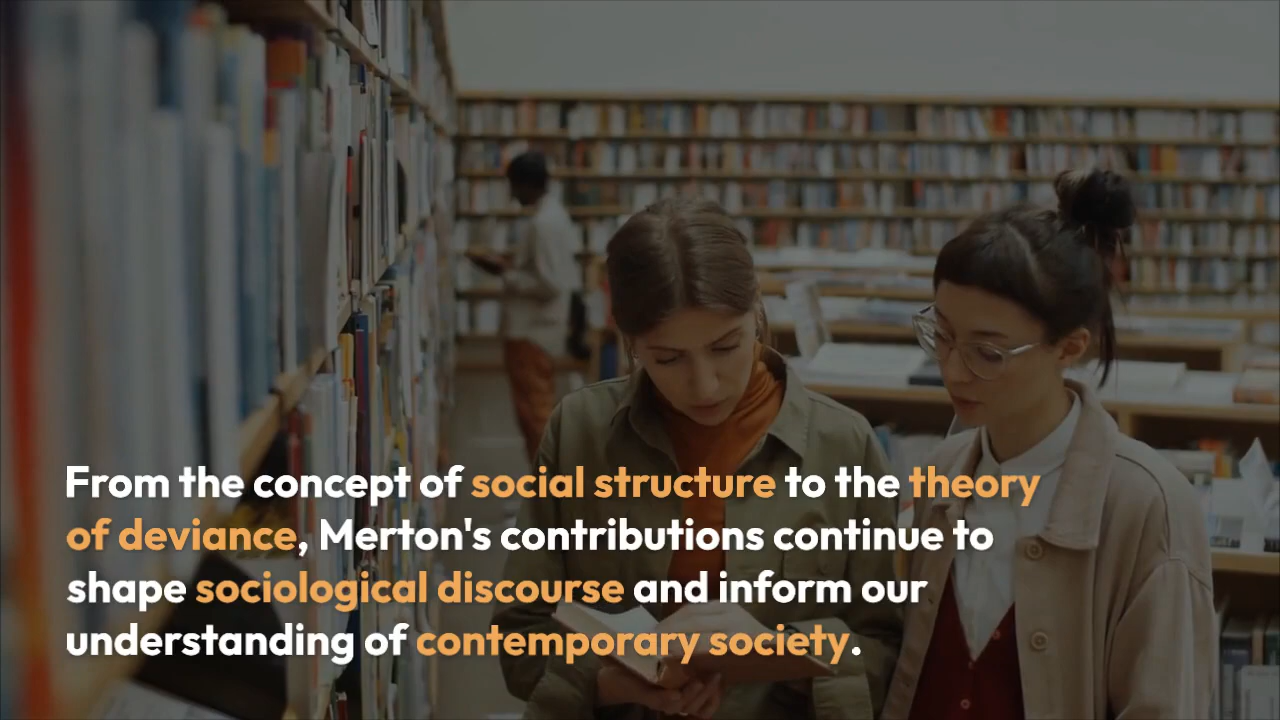 From the concept of social structure to the theory
of deviance, Merton's contributions continue to
shape sociological discourse and inform our
understanding of contemporary society.